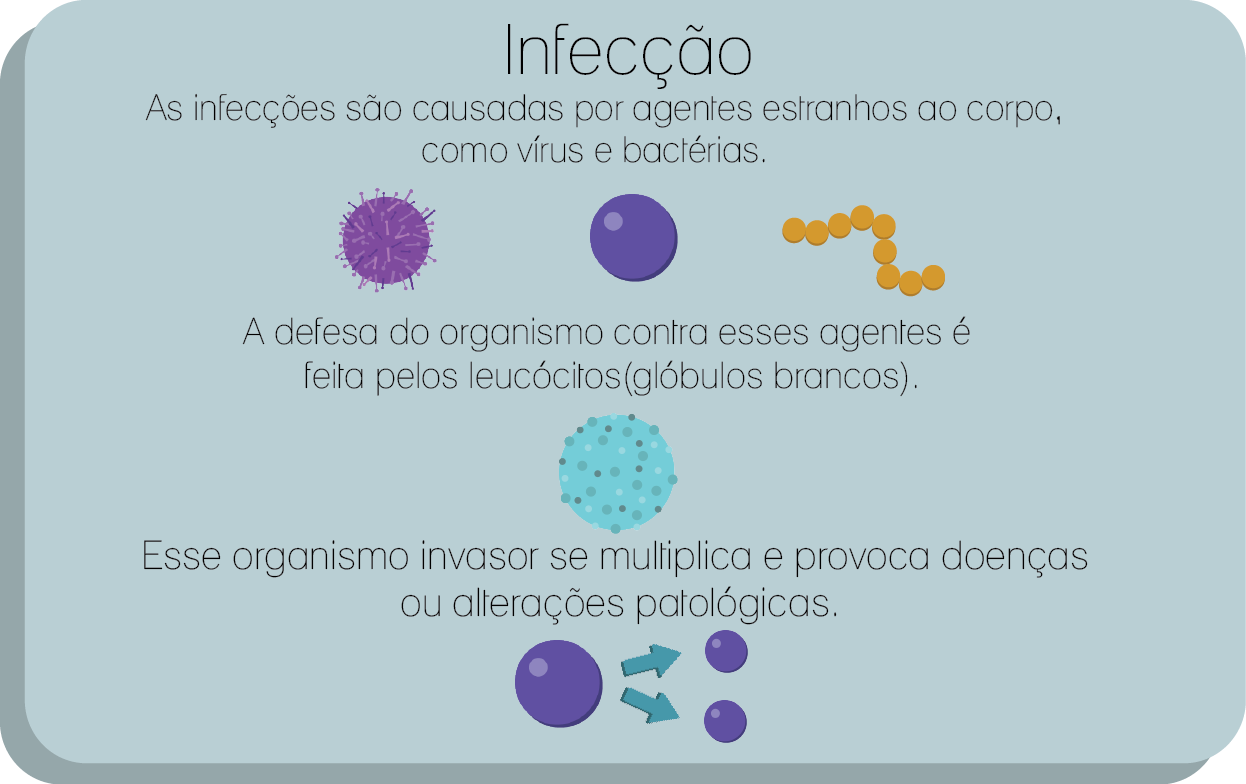 Infecção
As infecções são causadas por agentes estranhos ao corpo,
como vírus e bactérias.
A defesa do organismo contra esses agentes é
feita pelos leucócitos(glóbulos brancos).
Esse organismo invasor se multiplica e provoca doenças
ou alterações patológicas.